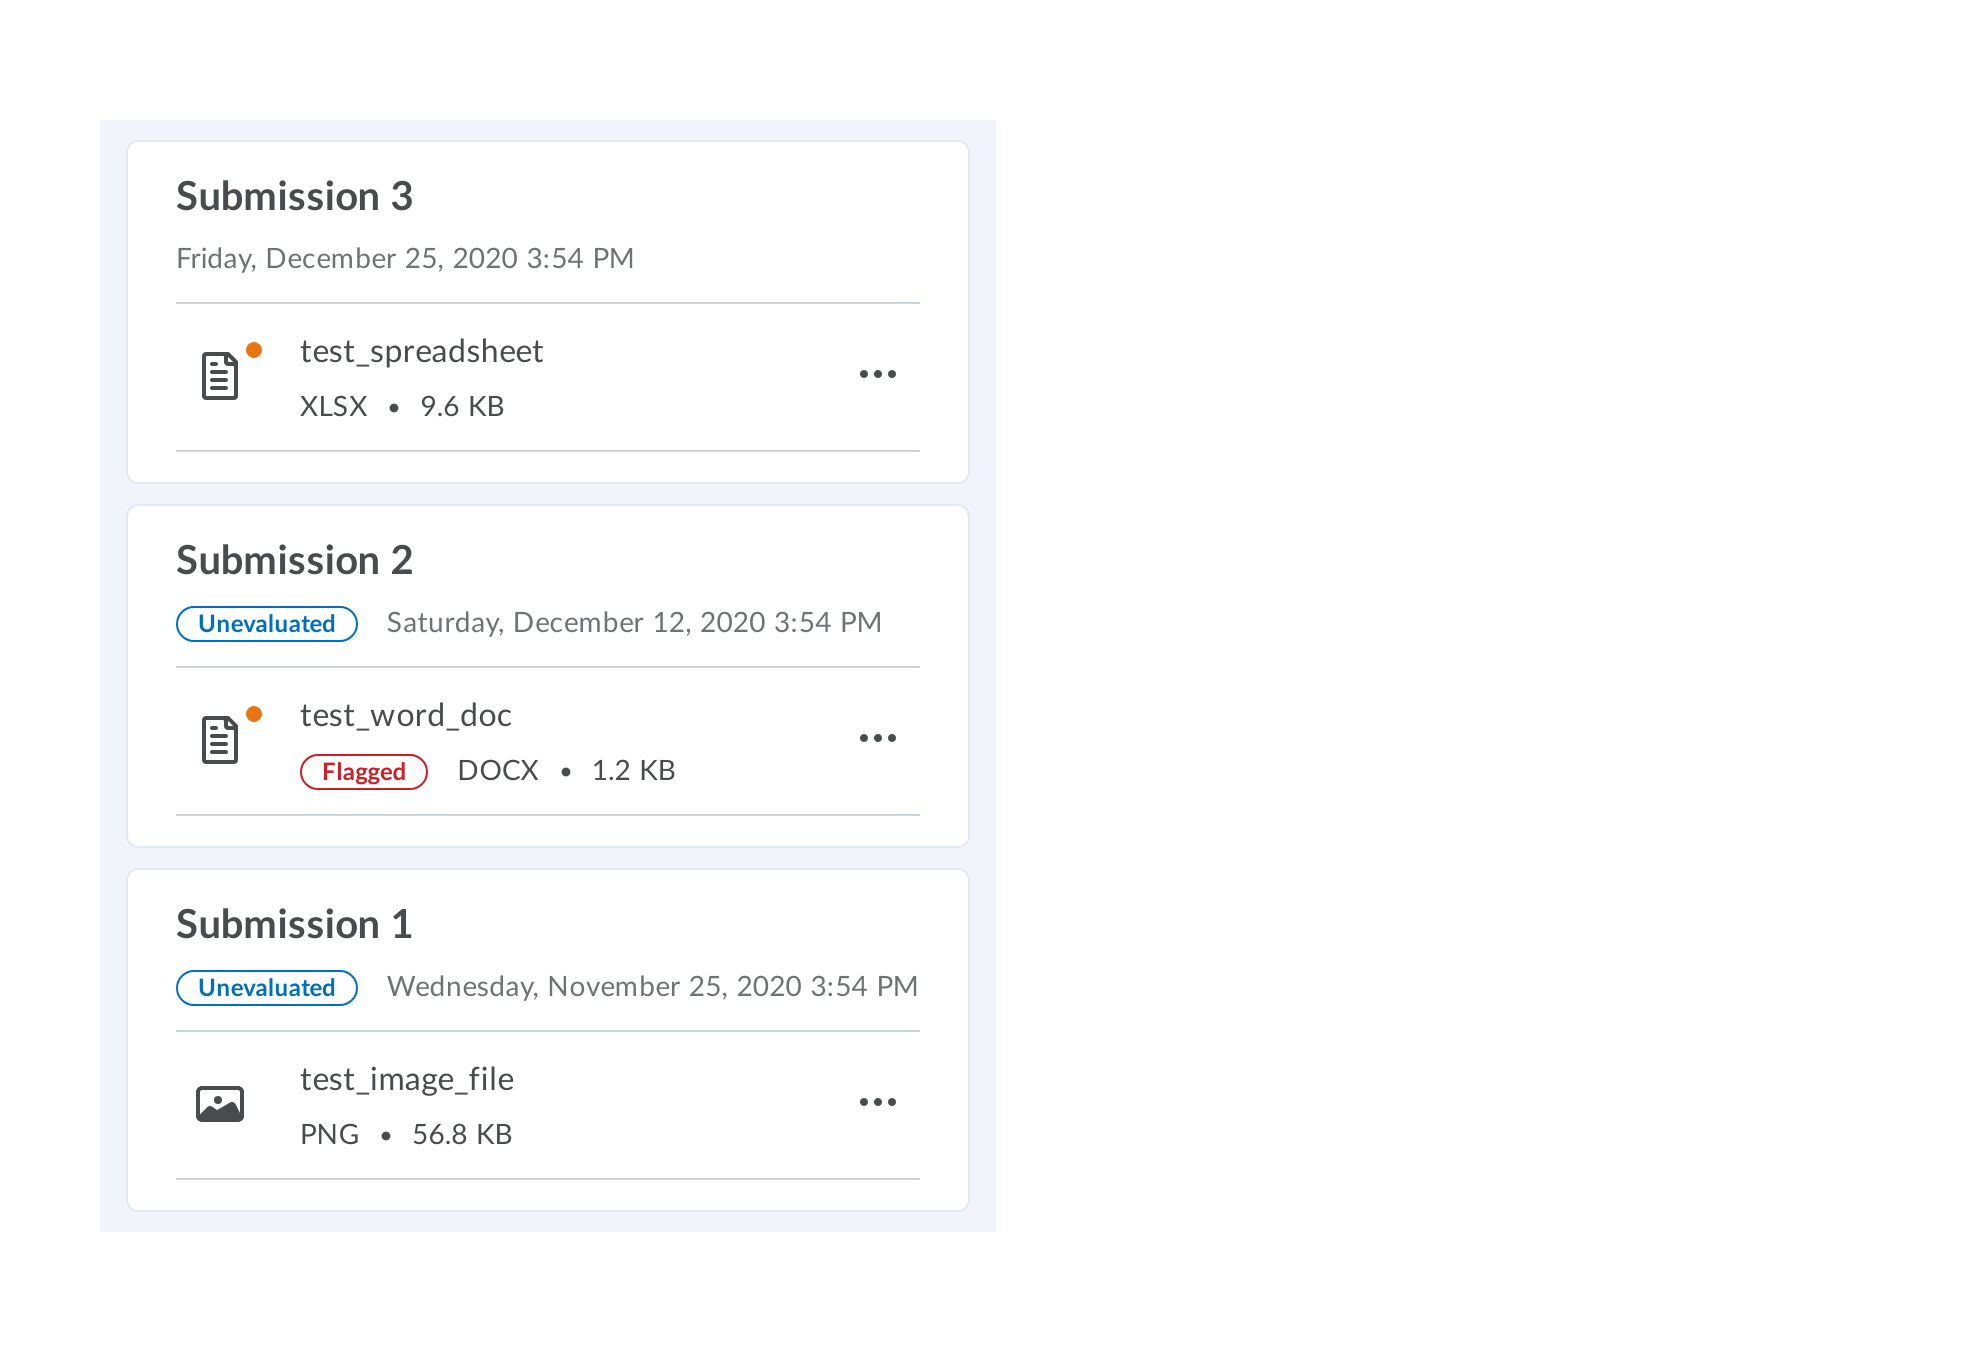 Submission 3
Friday, December 25, 2020 3:54 PM
test_spreadsheet
XLSX • 9.6 KB
Submission 2
Unevaluated Saturday, December 12, 2020 3:54 PM
test_word_doc
Flagged DOCX • 1.2 KB
Submission 1
Unevaluated Wednesday, November 25, 2020 3:54 PM
test_image_file
PNG • 56.8 KB